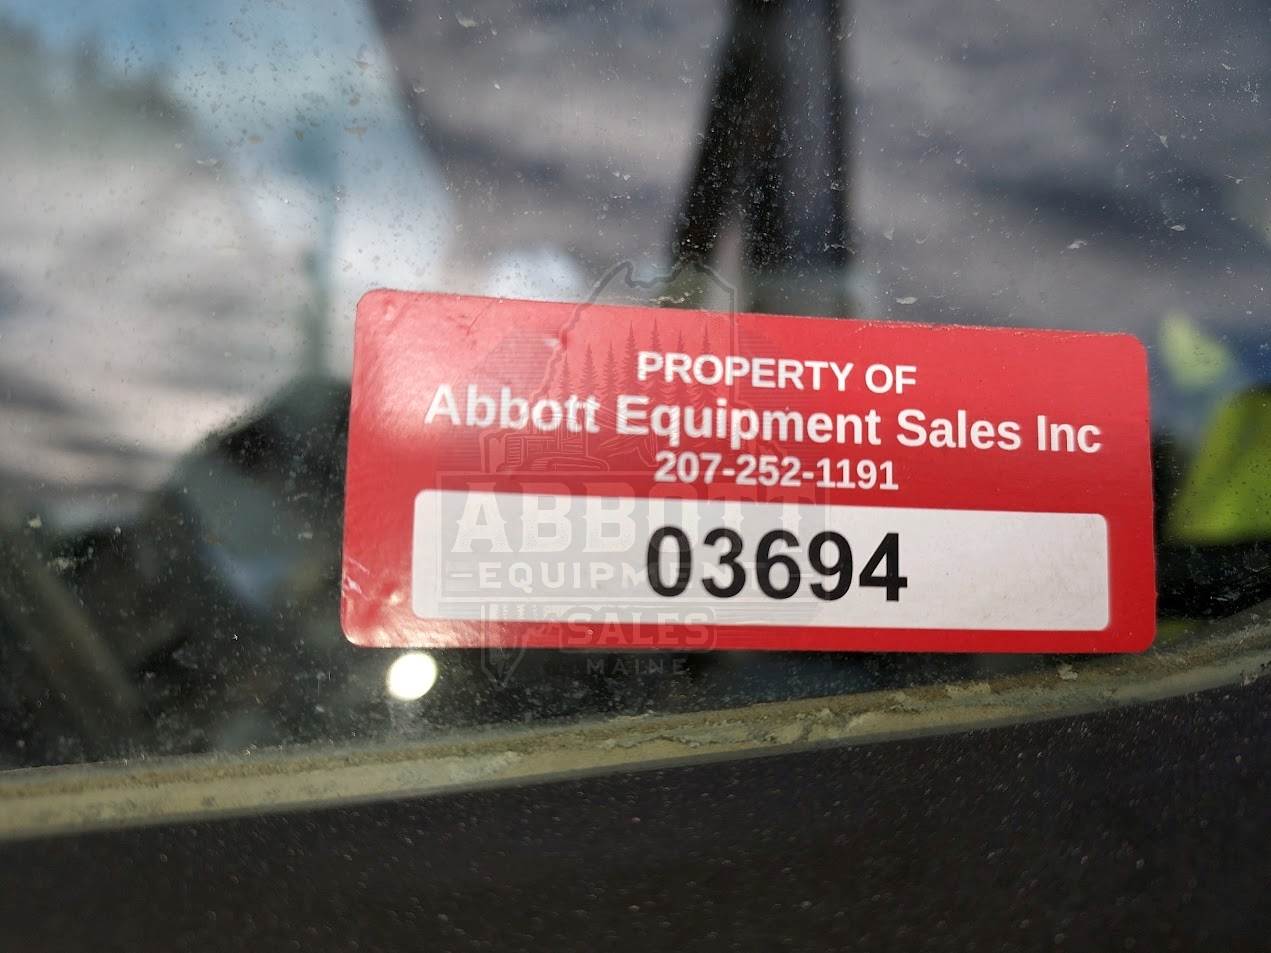 PROPERTY OF
Abbott Equipment Sales Inc
207-252-1191
03694
ABBOTT
EQUIPMENT
SALES
MAINE